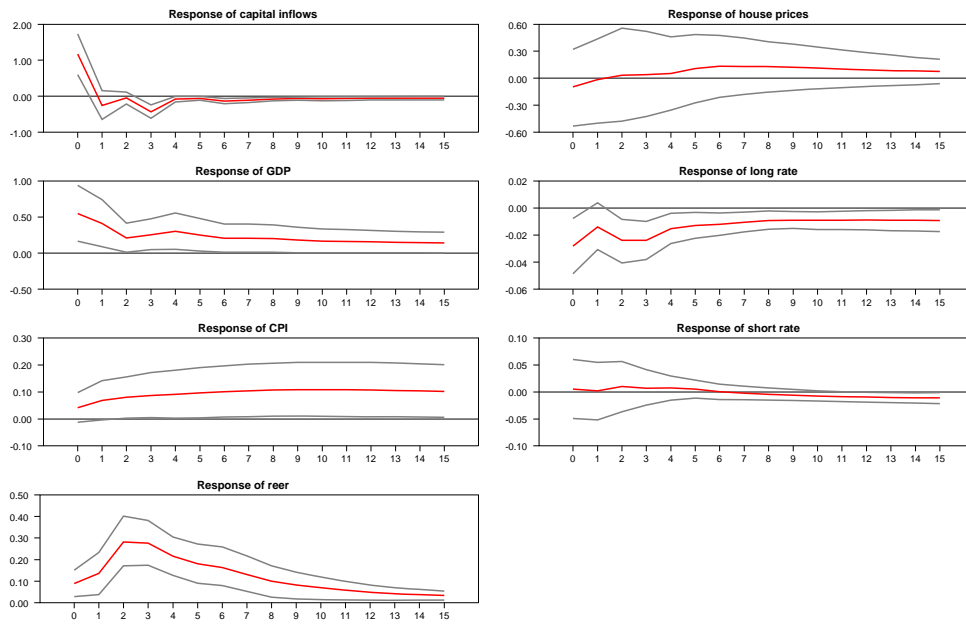 Response of capital inflows
2.00
1.00
0.00
-1.00
0 1 2 3 4 5 6 7 8 9 10 11 12 13 14 15
Response of house prices
0.60
0.30
0.00
-0.30
-0.60
0 1 2 3 4 5 6 7 8 9 10 11 12 13 14 15
Response of GDP
1.00
0.50
0.00
-0.50
0 1 2 3 4 5 6 7 8 9 10 11 12 13 14 15
Response of long rate
0.02
0.00
-0.02
-0.04
-0.06
0 1 2 3 4 5 6 7 8 9 10 11 12 13 14 15
Response of CPI
0.30
0.20
0.10
0.00
-0.10
0 1 2 3 4 5 6 7 8 9 10 11 12 13 14 15
Response of short rate
0.10
0.05
0.00
-0.05
-0.10
0 1 2 3 4 5 6 7 8 9 10 11 12 13 14 15
Response of reer
0.50
0.40
0.30
0.20
0.10
0.00
0 1 2 3 4 5 6 7 8 9 10 11 12 13 14 15